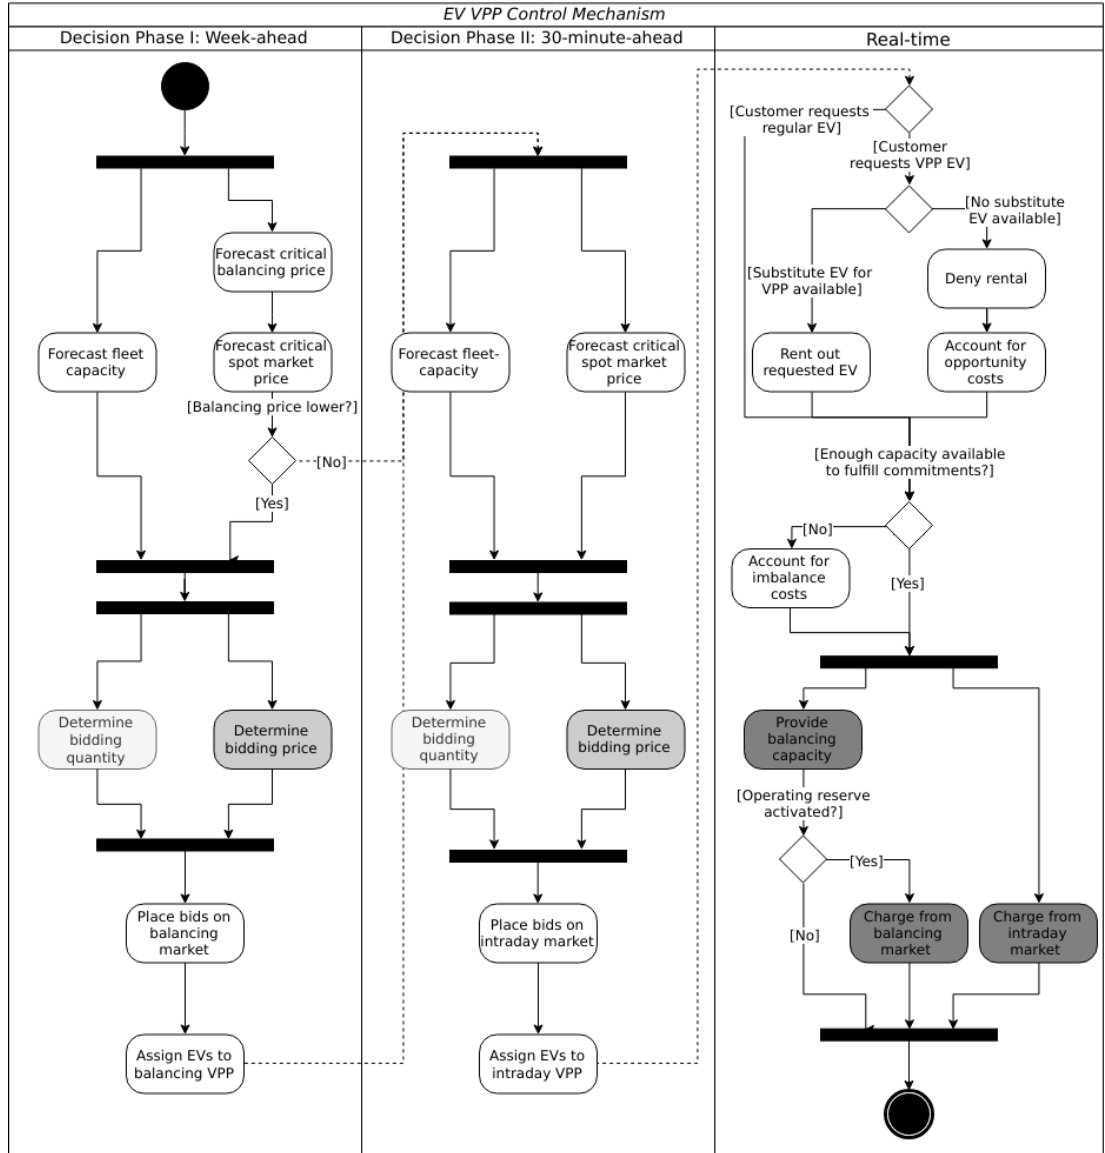 EV VPP Control Mechanism
Decision Phase I: Week-ahead
Decision Phase II: 30-minute-ahead
Real-time
Forecast critical
balancing price
Forecast fleet
capacity
Forecast critical
spot market
price
[Balancing price lower?]
[No]
[Yes]
Determine
bidding
quantity
Determine
bidding price
Place bids on
balancing
market
Assign EVs to
balancing VPP
Forecast fleet-
capacity
Forecast critical
spot market
price
Determine
bidding
quantity
Determine
bidding price
Place bids on
intraday market
Assign EVs to
intraday VPP
[Customer requests
regular EV]
[Customer
requests VPP EV]
[No substitute
EV available]
[Substitute EV for
VPP available]
Deny rental
Rent out
requested EV
Account for
opportunity
costs
[Enough capacity available
to fulfill commitments?]
[No]
Account for
imbalance
costs
[Yes]
Provide
balancing
capacity
[Operating reserve
activated?]
[Yes]
[No]
Charge from
balancing
market
Charge from
intraday
market